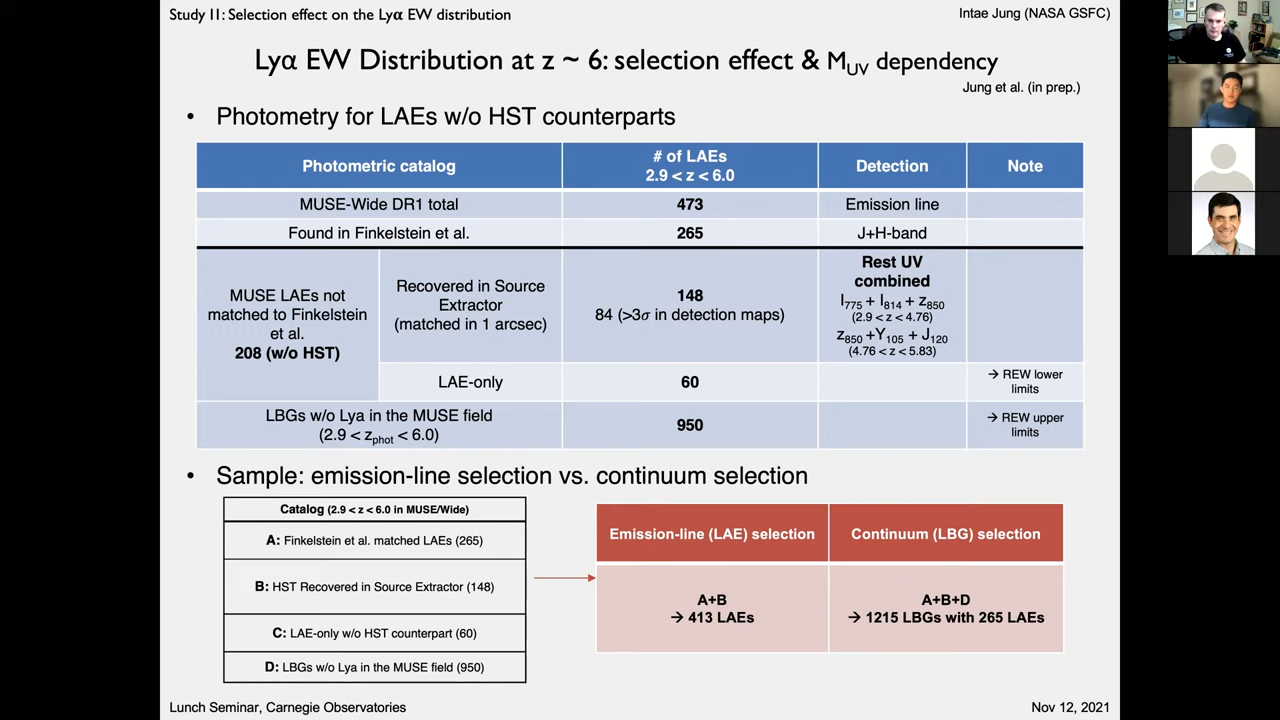 Study II: Selection effect on the Lyα EW distribution
Intae Jung (NASA GSFC)
Lyα EW Distribution at z ~ 6: selection effect & MUV dependency
Jung et al. (in prep.)
• Photometry for LAEs w/o HST counterparts
Photometric catalog
# of LAEs
2.9 < z < 6.0
Detection
Note
MUSE-Wide DR1 total
473
Emission line
Found in Finkelstein et al.
265
J+H-band
MUSE LAEs not
matched to Finkelstein
et al.
208 (w/o HST)
Recovered in Source
Extractor
(matched in 1 arcsec)
148
84 (>3σ in detection maps)
Rest UV
combined
I775 + I814 + z850
(2.9 < z < 4.76)
z850 +Y105 + J120
(4.76 < z < 5.83)
LAE-only
60
→ REW lower
limits
LBGs w/o Lya in the MUSE field
(2.9 < zphot < 6.0)
950
→ REW upper
limits
• Sample: emission-line selection vs. continuum selection
Catalog (2.9 < z < 6.0 in MUSE/Wide)
A: Finkelstein et al. matched LAEs (265)
B: HST Recovered in Source Extractor (148)
C: LAE-only w/o HST counterpart (60)
D: LBGs w/o Lya in the MUSE field (950)
Emission-line (LAE) selection
Continuum (LBG) selection
A+B
→ 413 LAEs
A+B+D
→ 1215 LBGs with 265 LAEs
Lunch Seminar, Carnegie Observatories
Nov 12, 2021